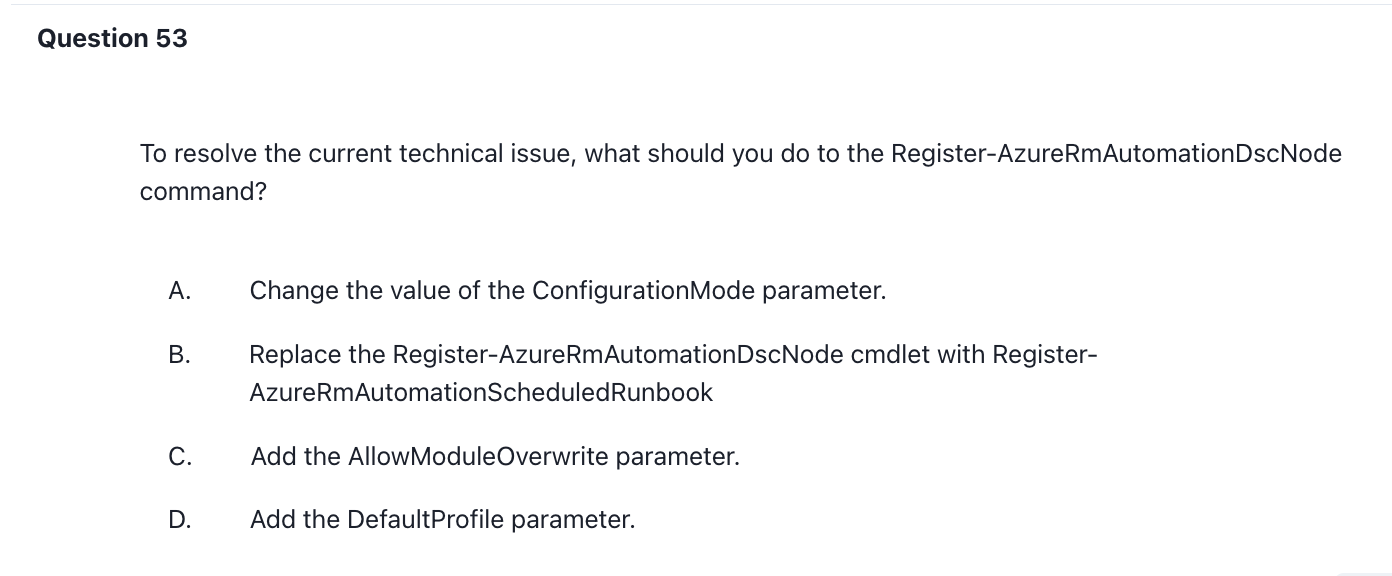 Question 53
To resolve the current technical issue, what should you do to the Register-AzureRmAutomationDscNode
command?
A. Change the value of the ConfigurationMode parameter.
B. Replace the Register-AzureRmAutomationDscNode cmdlet with Register-
AzureRmAutomationScheduledRunbook
C. Add the AllowModuleOverwrite parameter.
D. Add the DefaultProfile parameter.